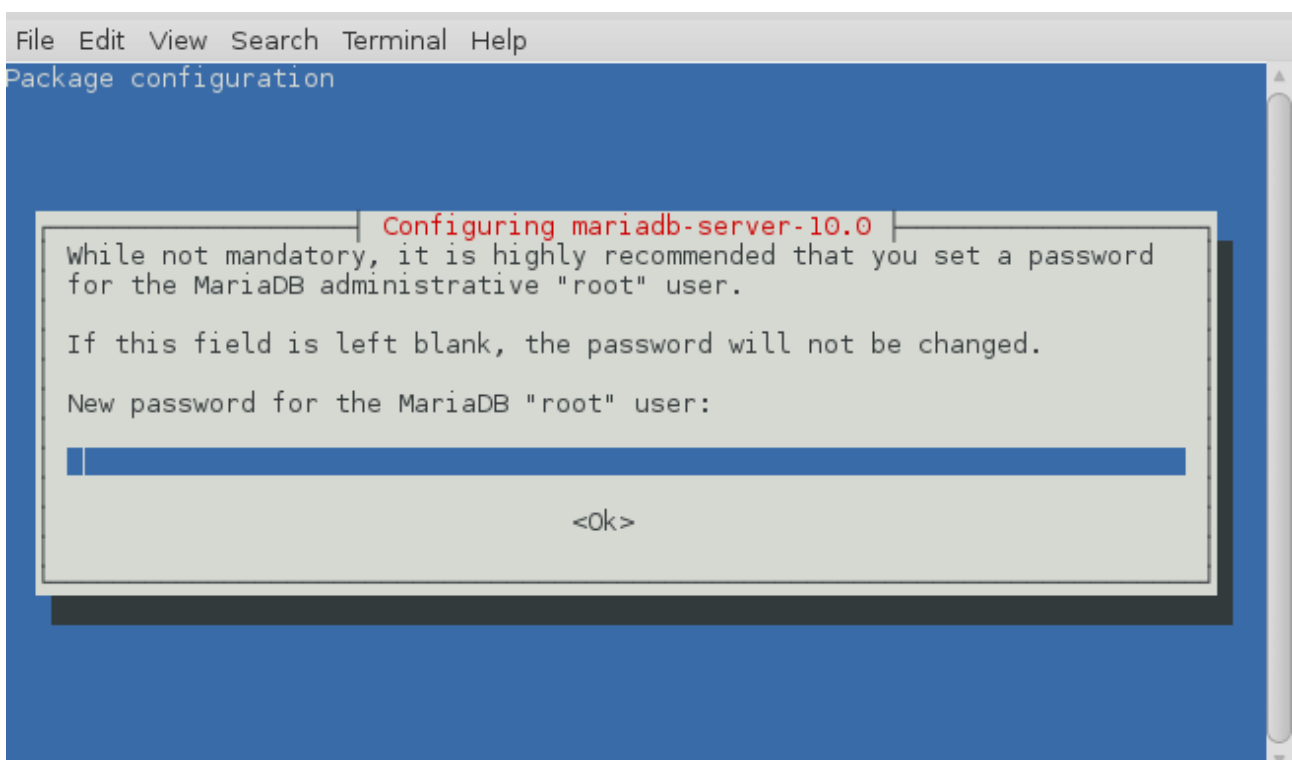 File Edit View Search Terminal Help
Package configuration
Configuring mariadb-server-10.0
While not mandatory, it is highly recommended that you set a password
for the MariaDB administrative "root" user.
If this field is left blank, the password will not be changed.
New password for the MariaDB "root" user:
<Ok>